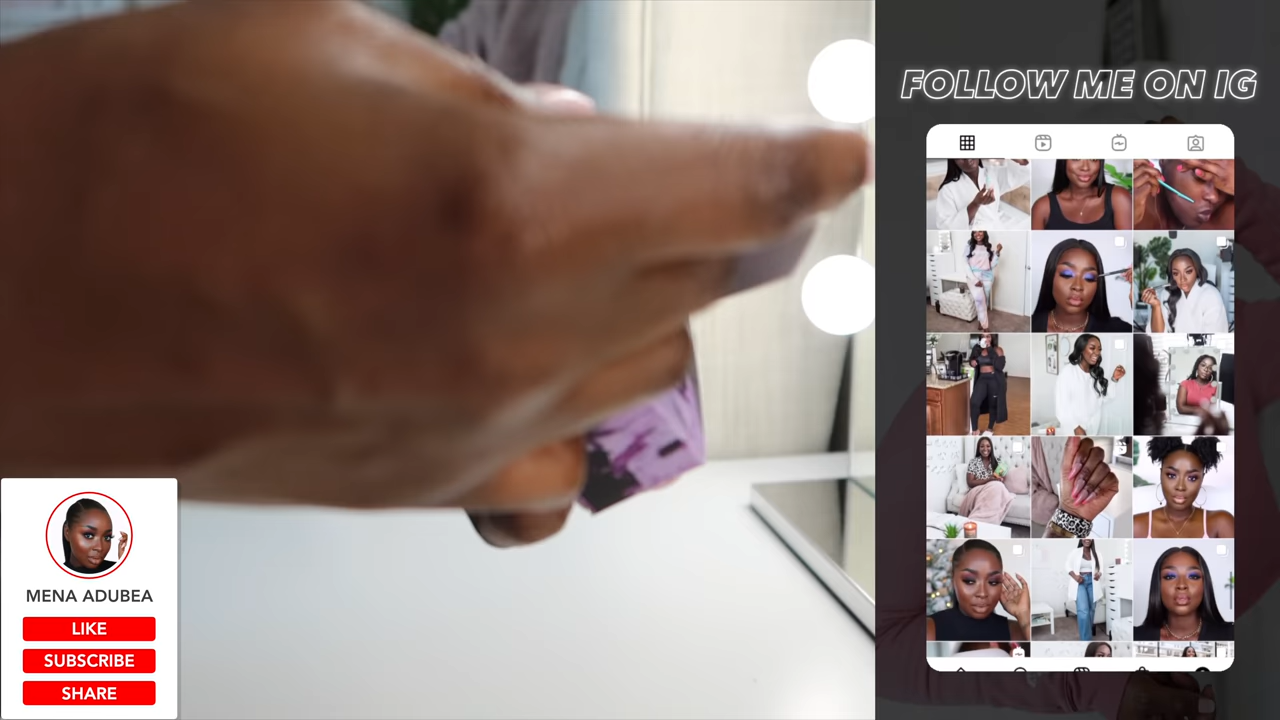 FOLLOW ME ON IG
MENA ADUBEA
LIKE
SUBSCRIBE
SHARE